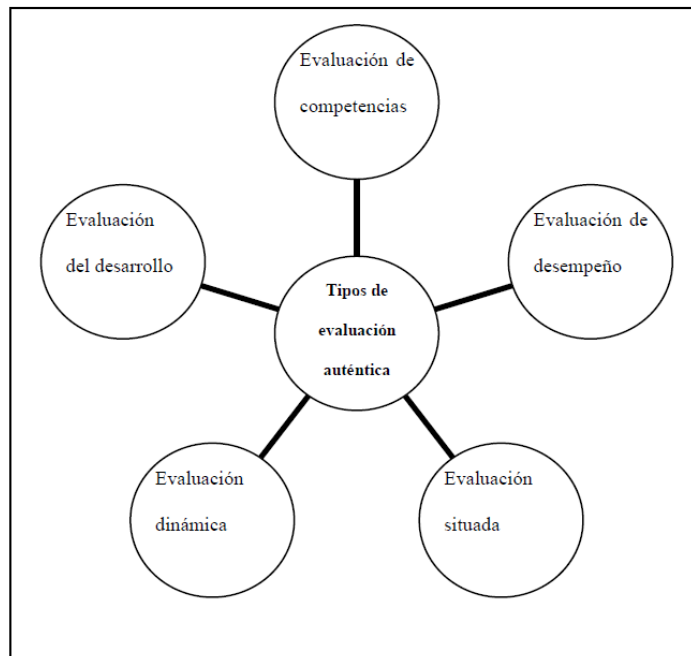 Evaluación de
competencias
Evaluación
del desarrollo
Evaluación de
desempeño
Tipos de
evaluación
auténtica
Evaluación
dinámica
Evaluación
situada